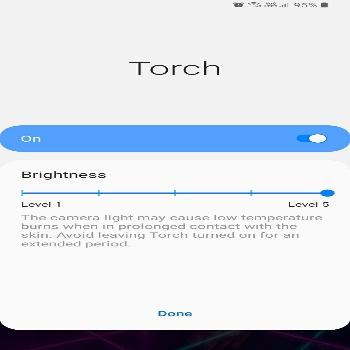 95%
Torch
On
Brightness
Level 1 Level 5
The camera light may cause low temperature
burns when in prolonged contact with the
skin. Avoid leaving Torch turned on for an
extended period.
Done